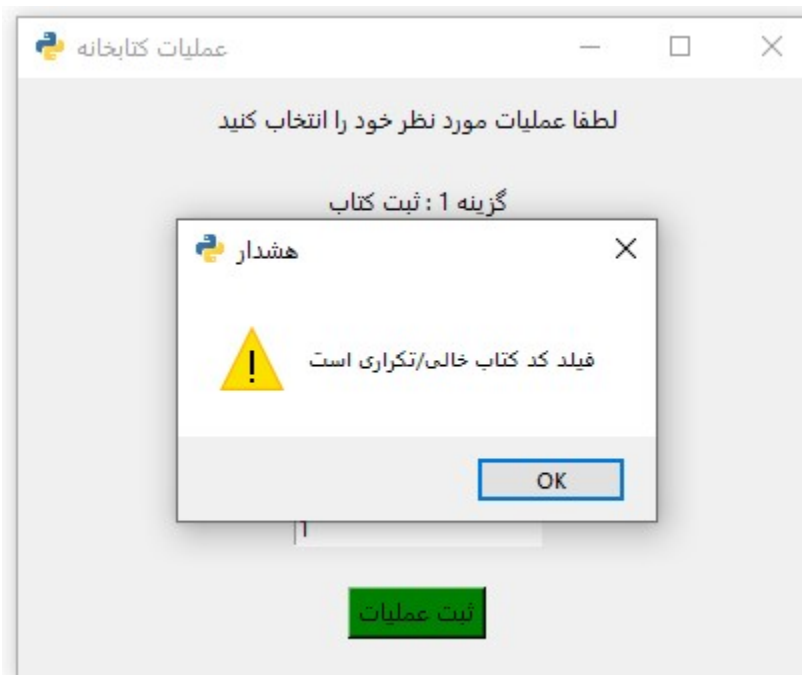 عملیات کتابخانه
لطفا عملیات مورد نظر خود را انتخاب کنید
گزینه 1 : ثبت کتاب
هشدار
فیلد کد کتاب خالی/تکراری است
OK
1
ثبت عملیات